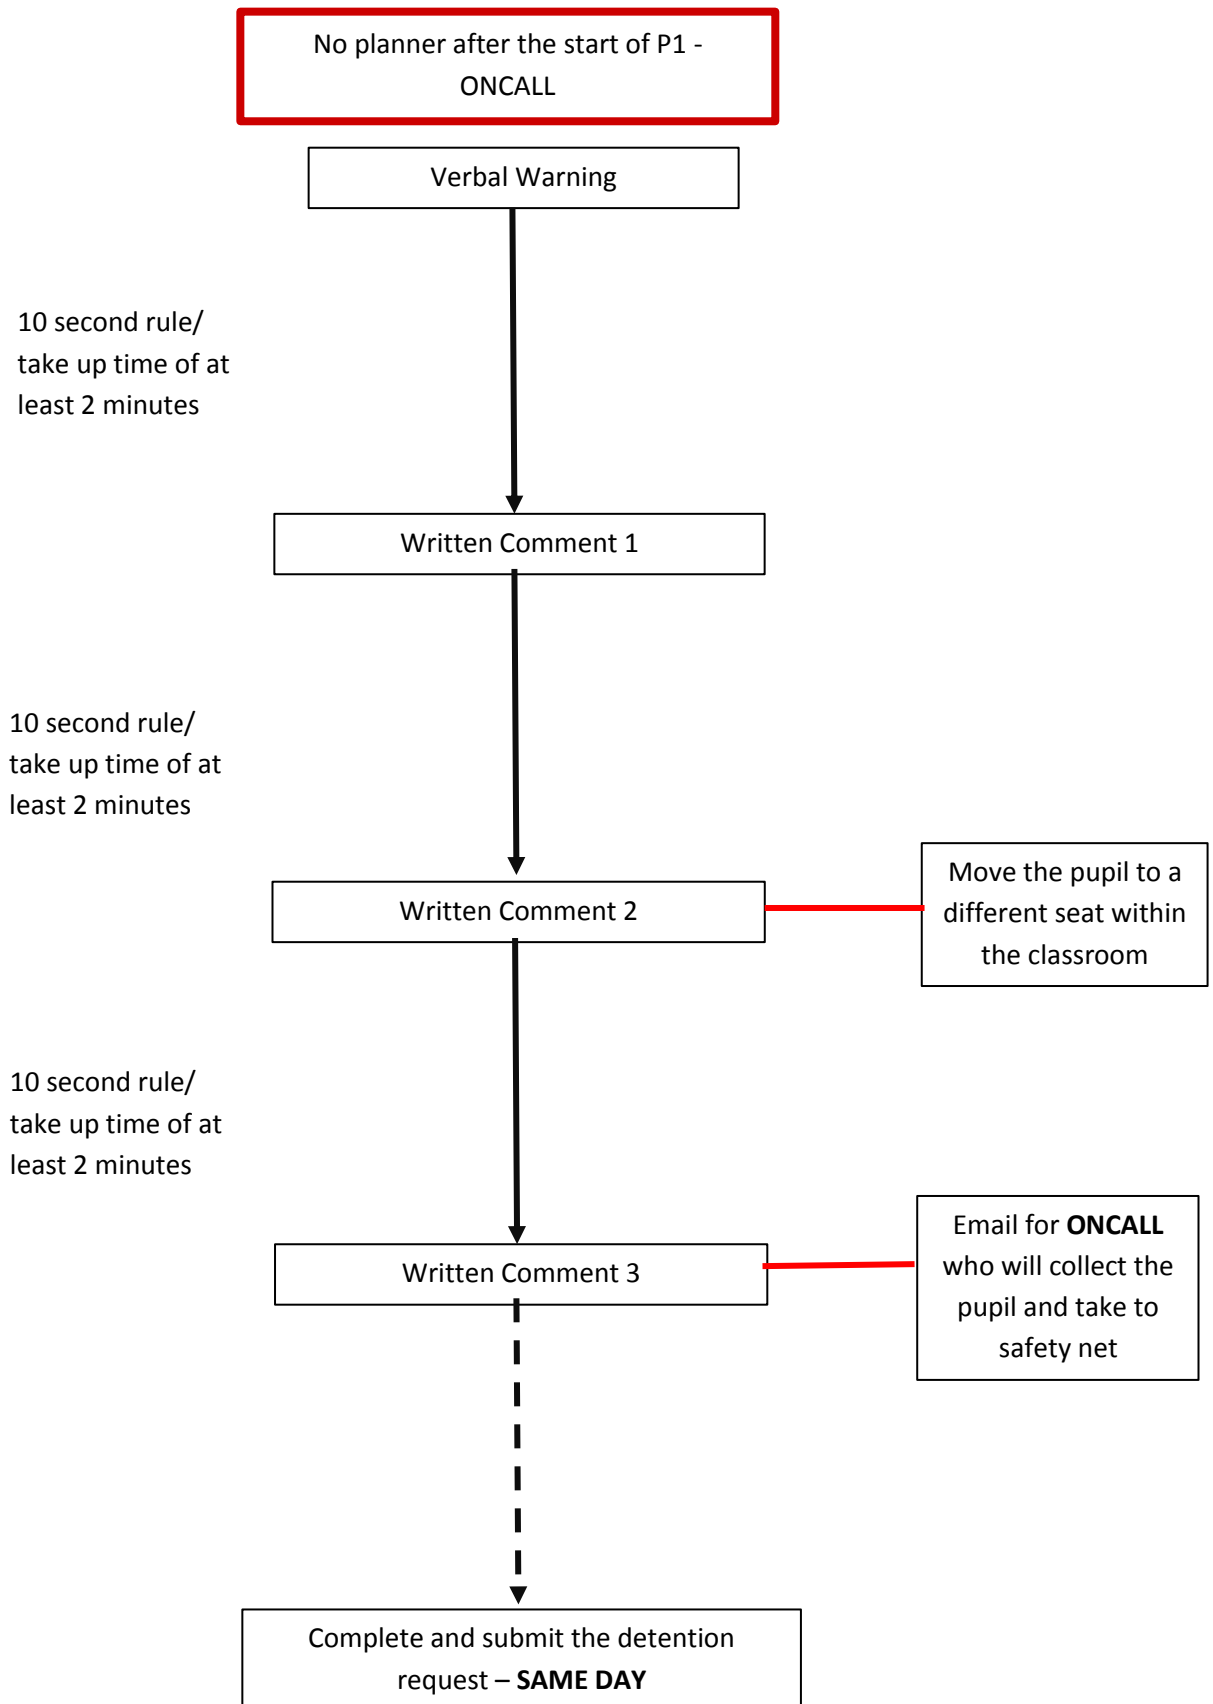 No planner after the start of P1 -
ONCALL
Verbal Warning
10 second rule/
take up time of at
least 2 minutes
Written Comment 1
10 second rule/
take up time of at
least 2 minutes
Written Comment 2
Move the pupil to a
different seat within
the classroom
10 second rule/
take up time of at
least 2 minutes
Written Comment 3
Email for ONCALL
who will collect the
pupil and take to
safety net
Complete and submit the detention
request – SAME DAY